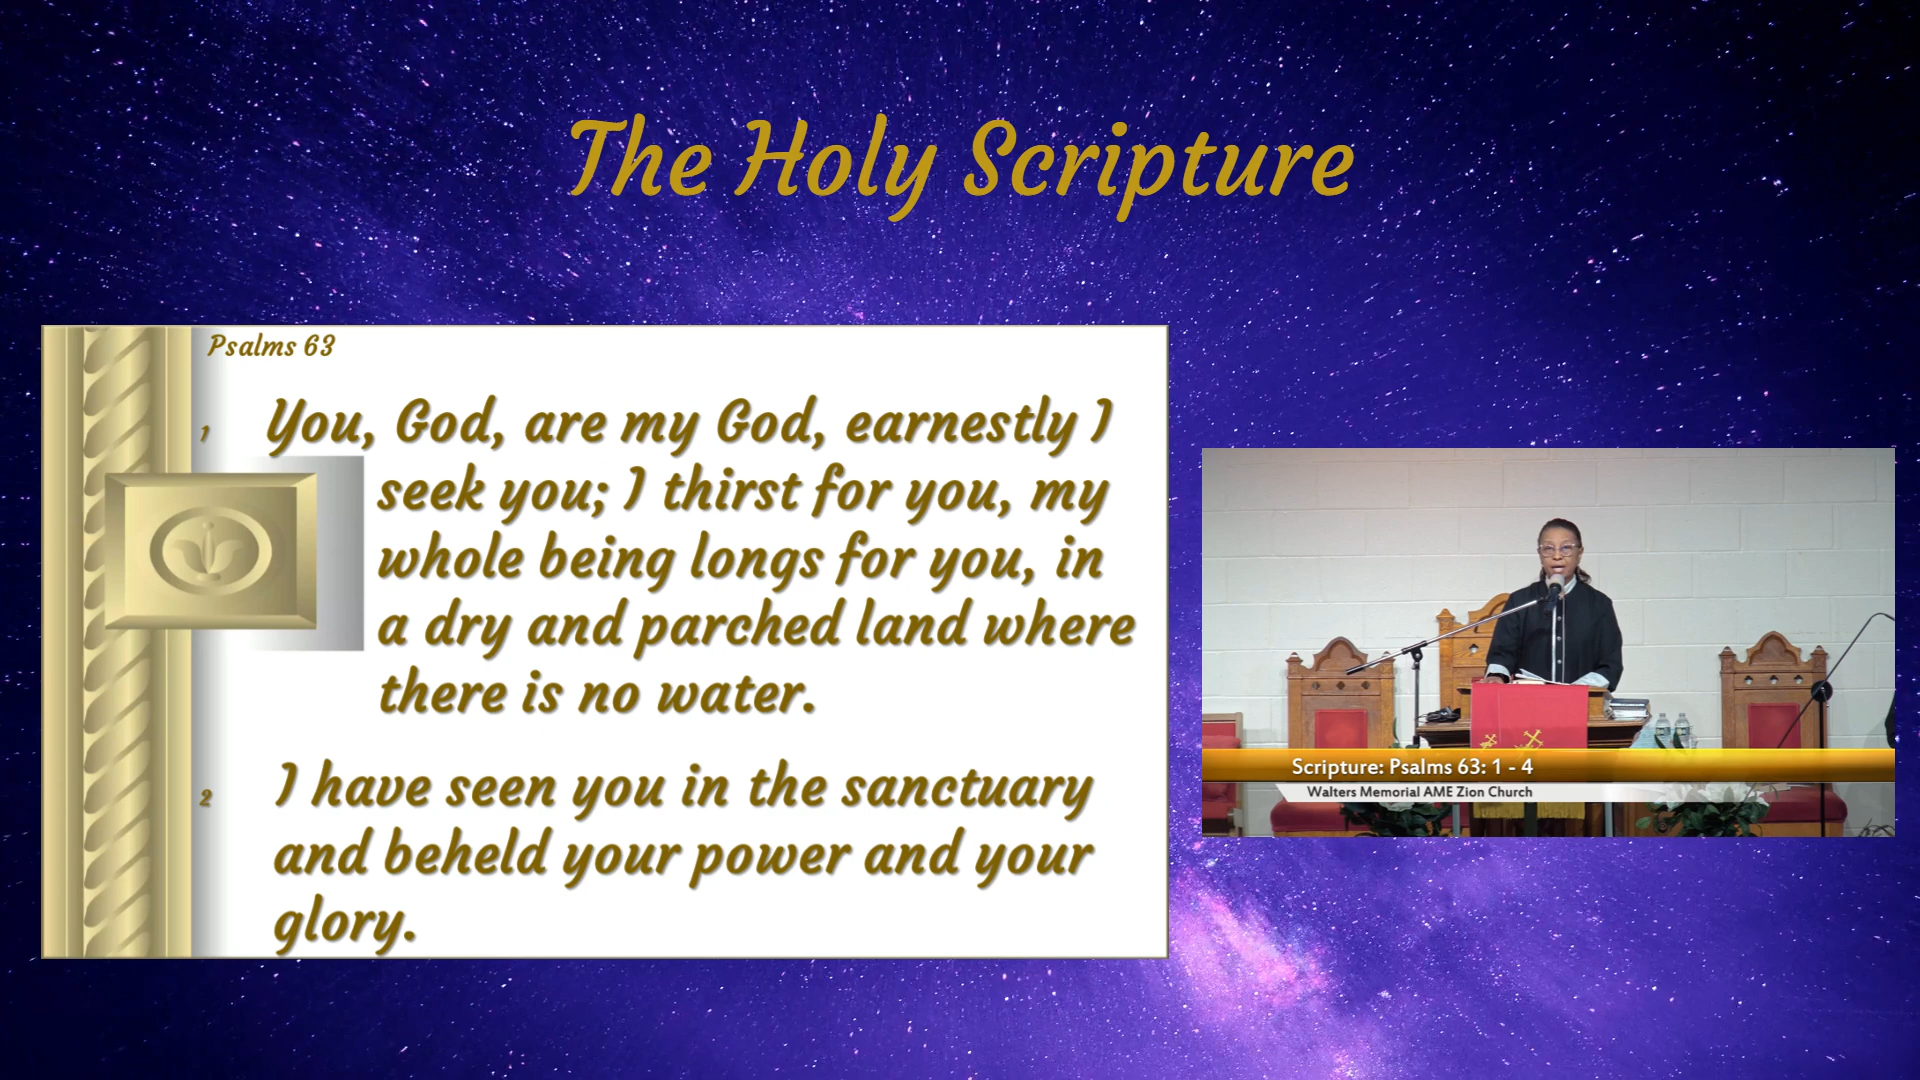 The Holy Scripture
Psalms 63
1 You, God, are my God, earnestly I
seek you; I thirst for you, my
whole being longs for you, in
a dry and parched land where
there is no water.
2 I have seen you in the sanctuary
and beheld your power and your
glory.
Scripture: Psalms 63: 1 - 4
Walters Memorial AME Zion Church